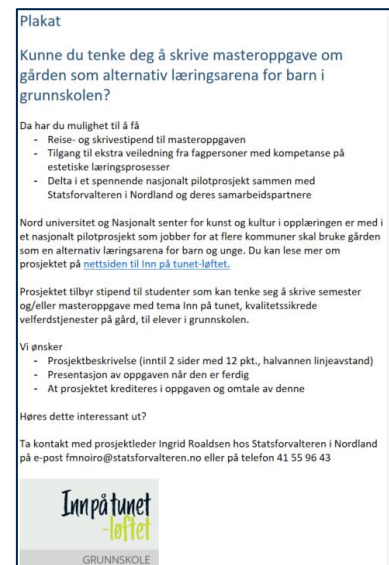 Plakat
Kunne du tenke deg å skrive masteroppgave om
gården som alternativ læringsarena for barn i
grunnskolen?
Da har du mulighet til å få
- Reise- og skrivestipend til masteroppgaven
- Tilgang til ekstra veiledning fra fagpersoner med kompetanse på
estetiske læringsprosesser
- Delta i et spennende nasjonalt pilotprosjekt sammen med
Statsforvalteren i Nordland og deres samarbeidspartnere
Nord universitet og Nasjonalt senter for kunst og kultur i opplæringen er med i
et nasjonalt pilotprosjekt som jobber for at flere kommuner skal bruke gården
som en alternativ læringsarena for barn og unge. Du kan lese mer om
prosjektet på nettsiden til Inn på tunet-løftet.
Prosjektet tilbyr stipend til studenter som kan tenke seg å skrive semester
og/eller masteroppgave med tema Inn på tunet, kvalitetssikrede
velferdstjenester på gård, til elever i grunnskolen.
Vi ønsker
- Prosjektbeskrivelse (inntil 2 sider med 12 pkt., halvannen linjeavstand)
- Presentasjon av oppgaven når den er ferdig
- At prosjektet krediteres i oppgaven og omtale av denne
Høres dette interessant ut?
Ta kontakt med prosjektleder Ingrid Roaldsen hos Statsforvalteren i Nordland
på e-post fmnoiro@statsforvalteren.no eller på telefon 41 55 96 43
Inn på tunet
-løftet
GRUNNSKOLE